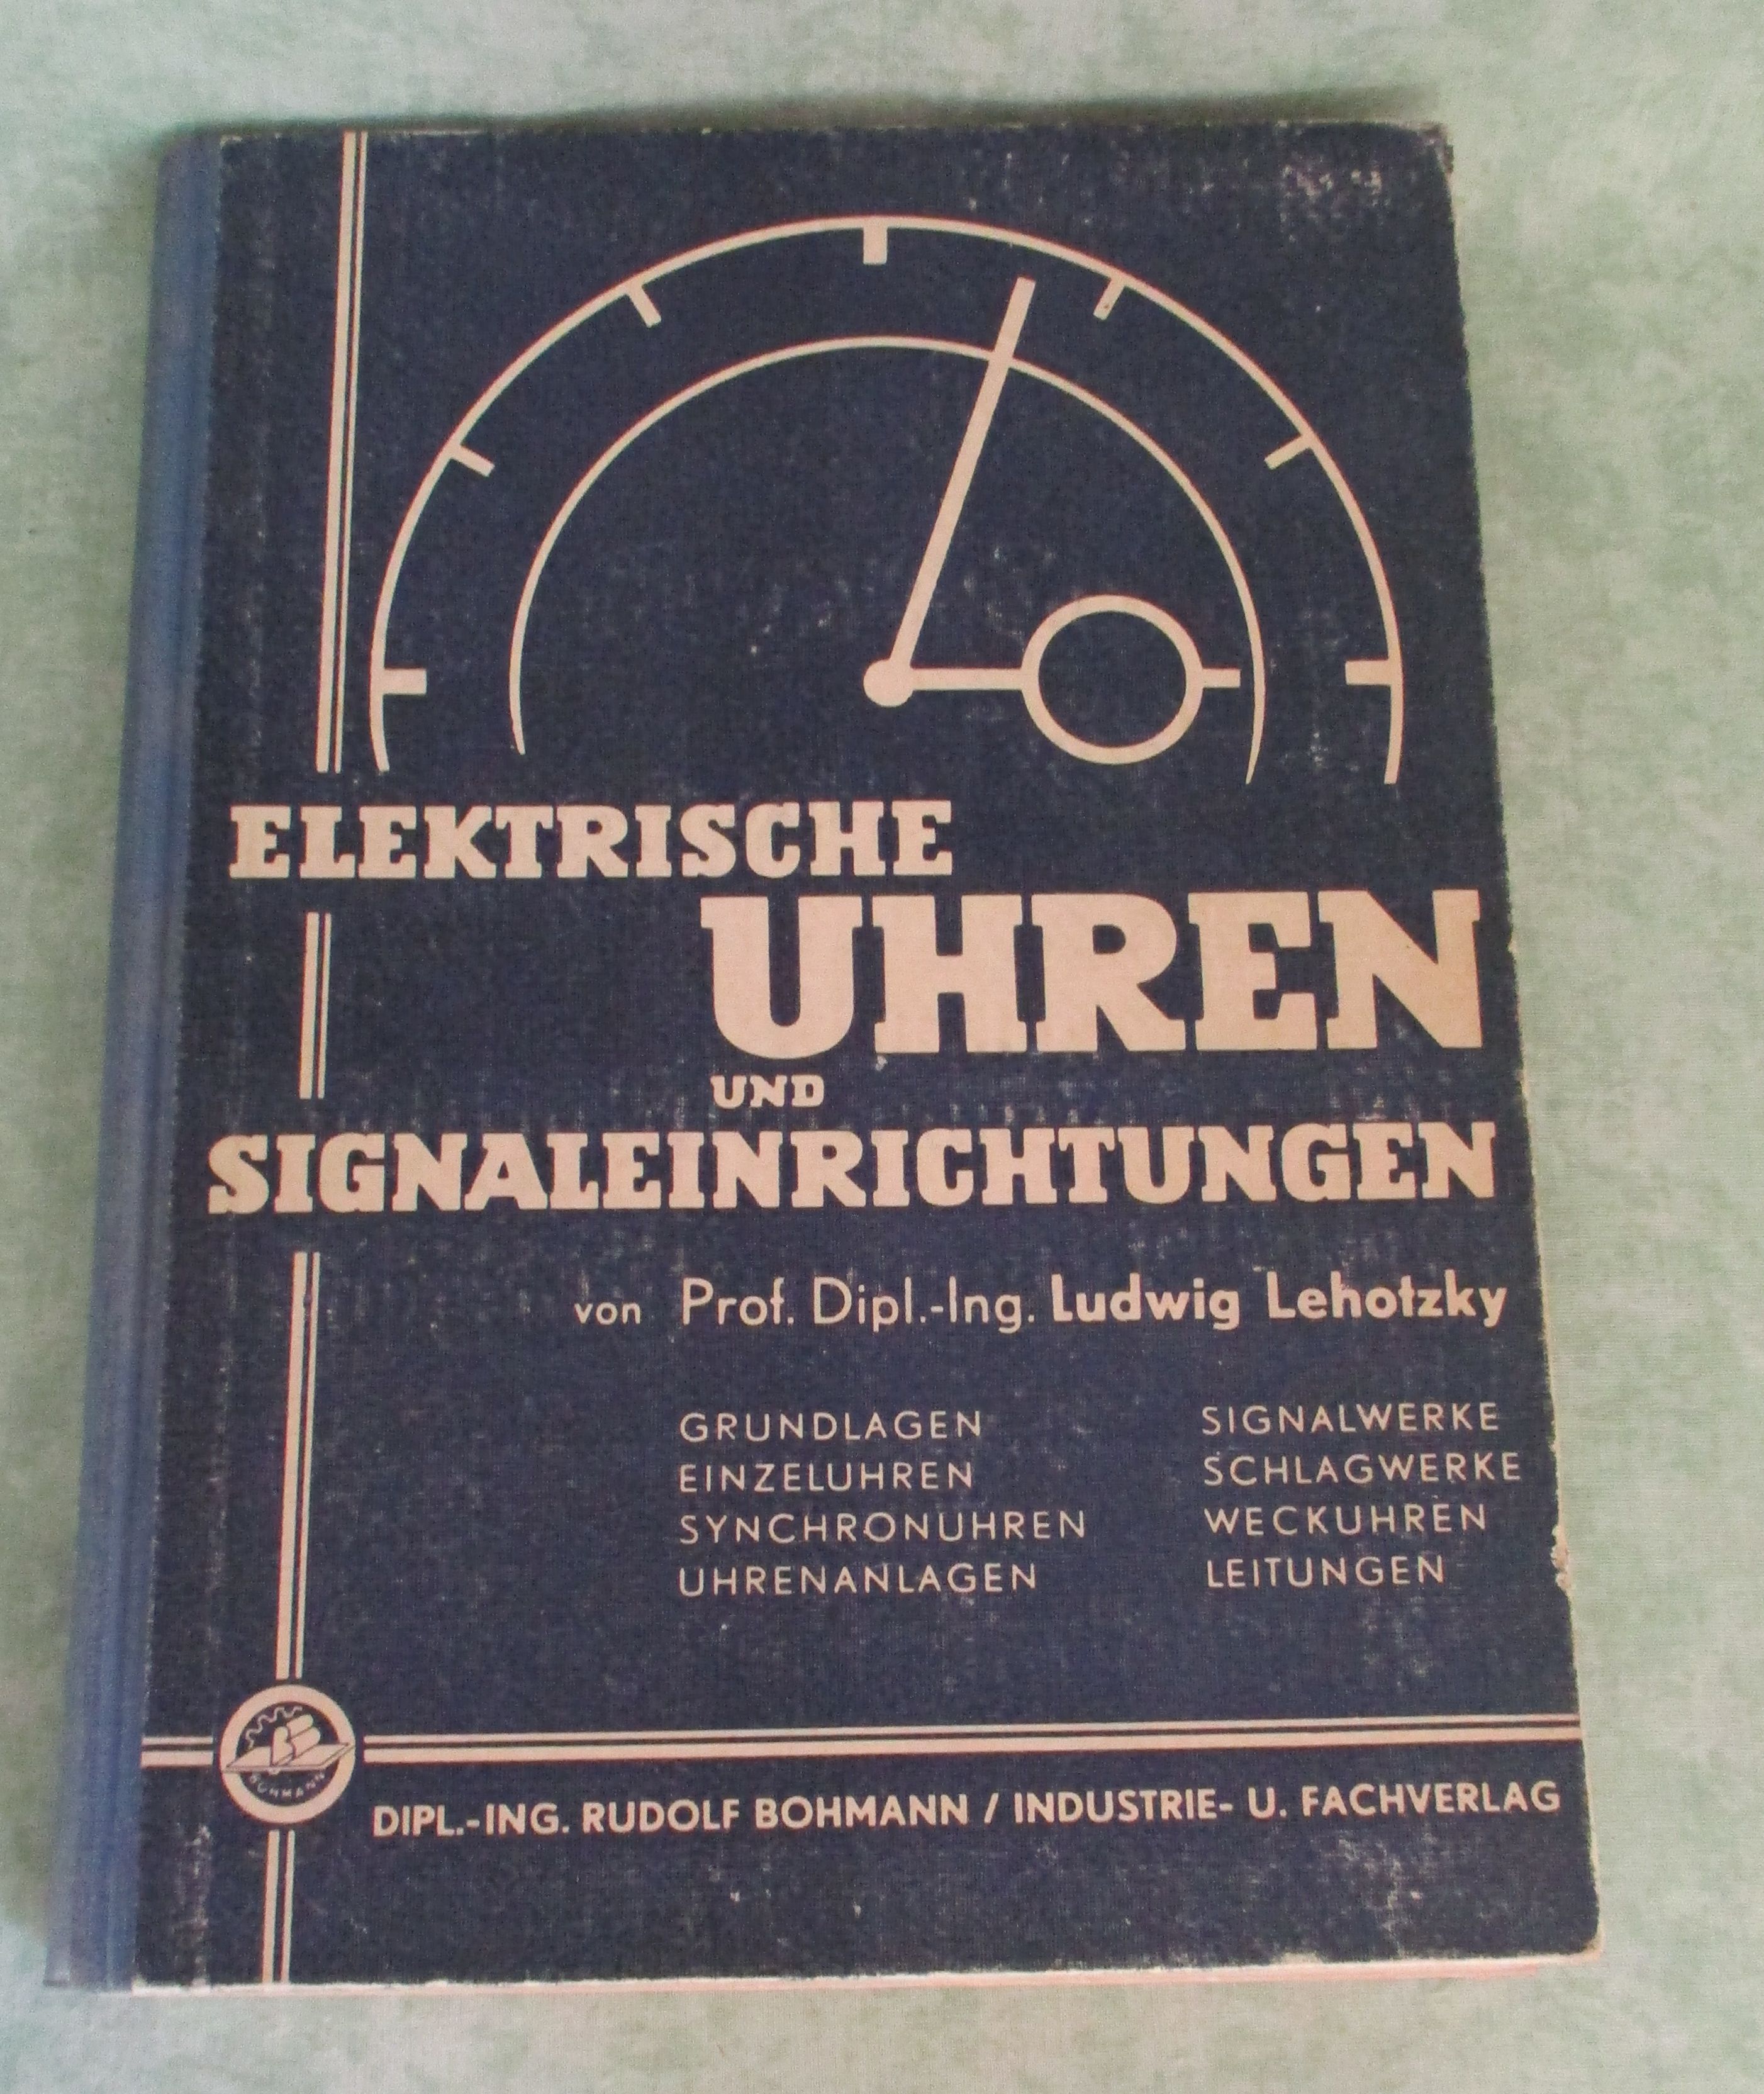 ELEKTRISCHE
UHREN
UND
SIGNALEINRICHTUNGEN
von Prof. Dipl.-Ing. Ludwig Lehotzky
GRUNDLAGEN
EINZELUHREN
SYNCHRONUHREN
UHRENANLAGEN
SIGNALWERKE
SCHLAGWERKE
WECKUHREN
LEITUNGEN
BOHMANN
DIPL.-ING. RUDOLF BOHMANN / INDUSTRIE- U. FACHVERLAG